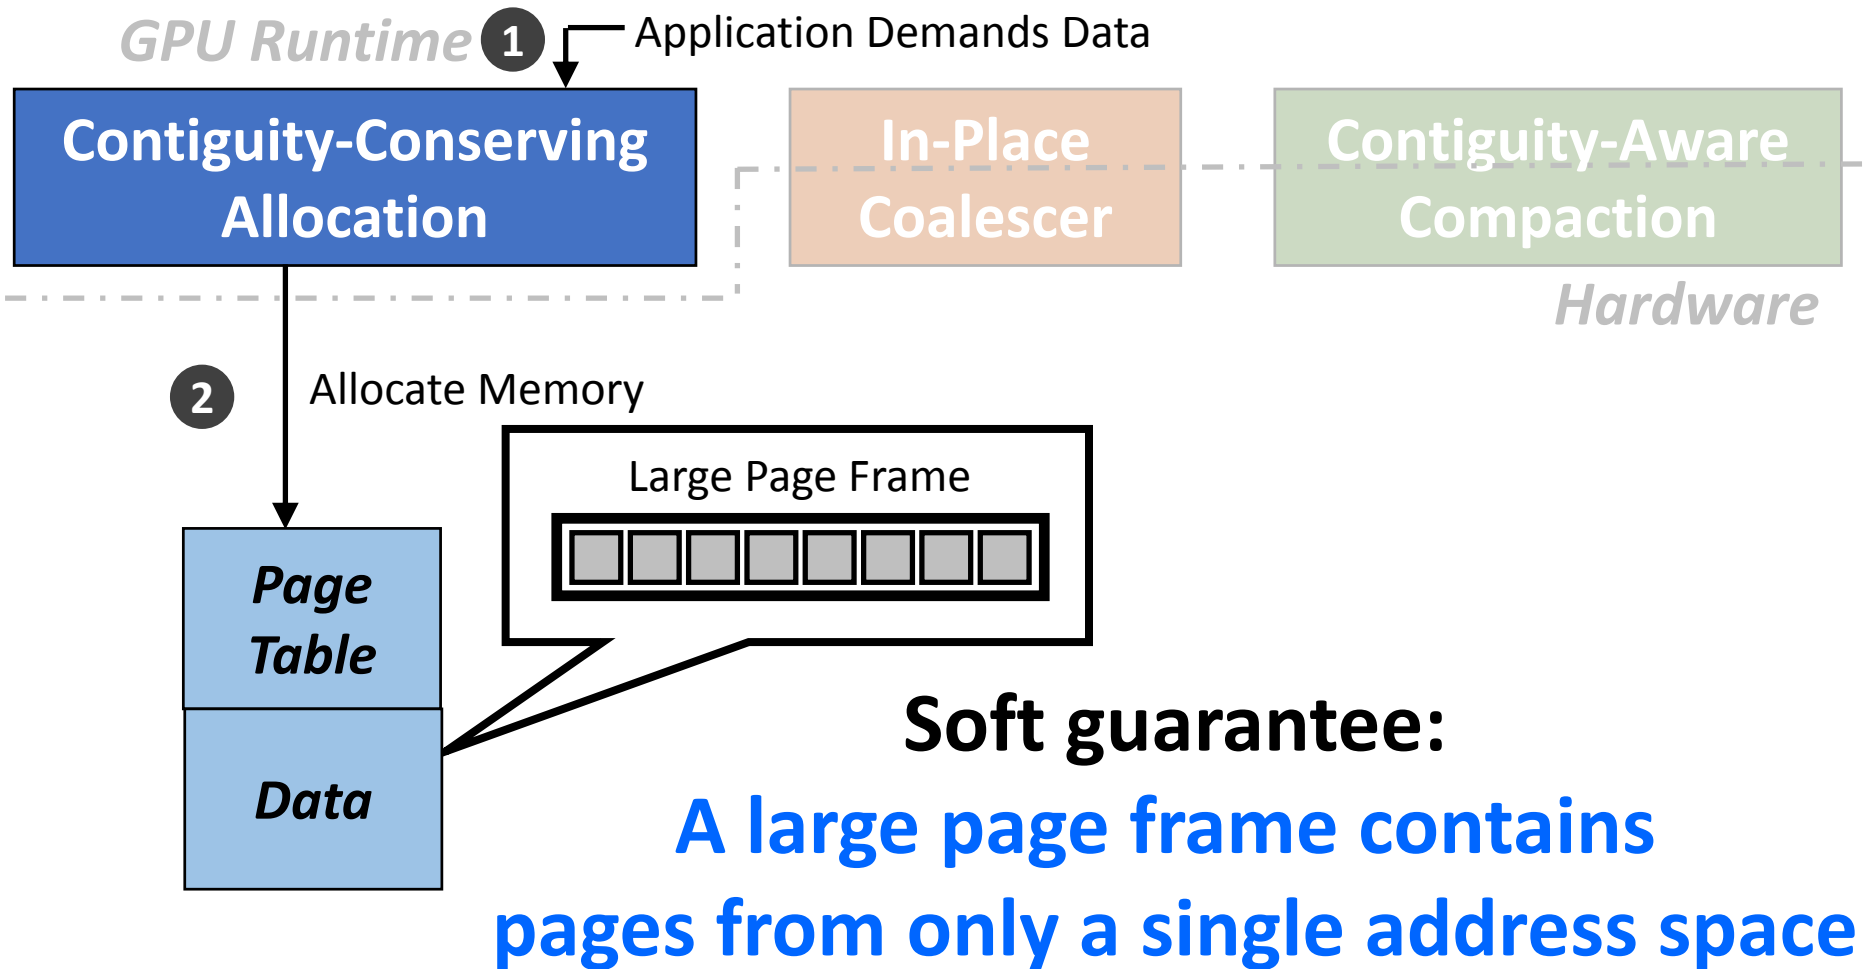 GPU Runtime
1
Application Demands Data
Contiguity-Conserving
Allocation
In-Place
Coalescer
Contiguity-Aware
Compaction
Hardware
2
Allocate Memory
Large Page Frame
Page
Table
Data
Soft guarantee:
A large page frame contains
pages from only a single address space